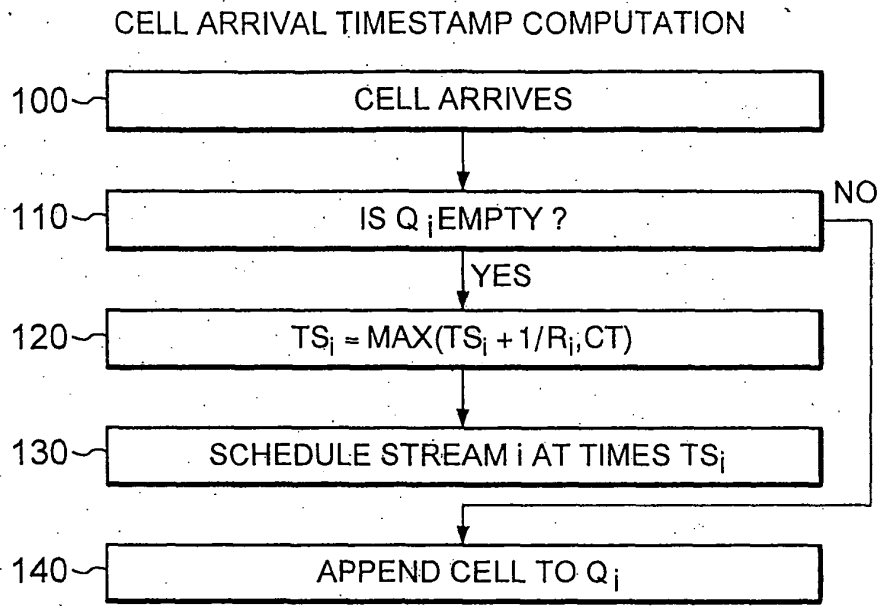 CELL ARRIVAL TIMESTAMP COMPUTATION
100 CELL ARRIVES
110 IS Q i EMPTY ? NO
YES
120 TSi = MAX(TSi + 1/Ri,CT)
130 SCHEDULE STREAM i AT TIMES TSi
140 APPEND CELL TO Qi